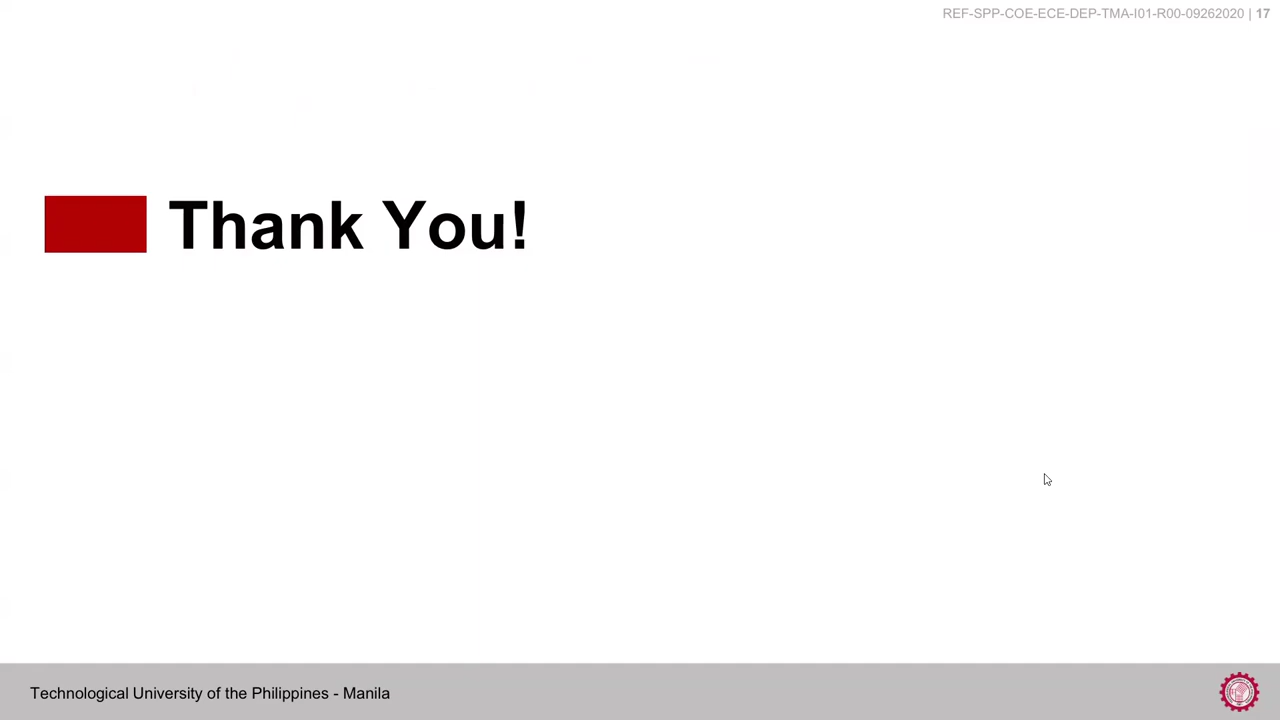 REF-SPP-COE-ECE-DEP-TMA-I01-R00-09262020 | 17
Thank You!
Technological University of the Philippines - Manila